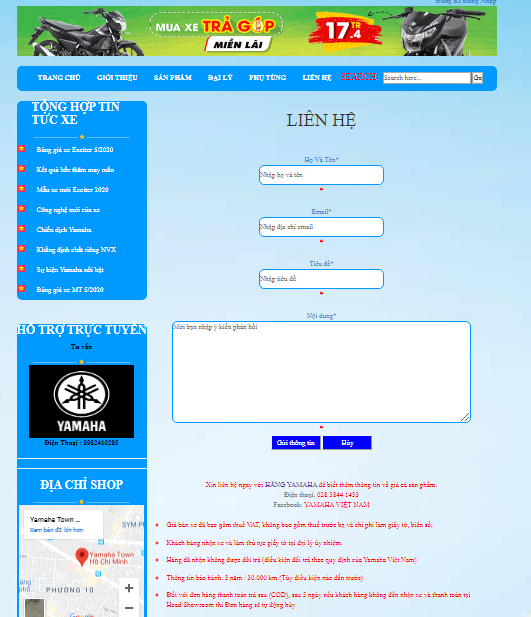 MUA XE TRẢ GÓP
MIỄN LÃI
17TR.4
TRANG CHỦ GIỚI THIỆU SẢN PHẨM ĐẠI LÝ PHỤ TÙNG LIÊN HỆ SEARCH: Search here... Go
TỔNG HỢP TIN
TỨC XE
Bảng giá xe Exciter 5/2020
Kết quả bốc thăm may mắn
Mẫu xe mới Exciter 2020
Công nghệ mới của xe
Chiến dịch Yamaha
Khẳng định chất riêng NVX
Sự kiện Yamaha nổi bật
Bảng giá xe MT 5/2020
HỖ TRỢ TRỰC TUYẾN
Tư vấn
YAMAHA
Điện Thoại : 0982410285
ĐỊA CHỈ SHOP
Yamaha Town ...
Xem bản đồ lớn hơn
SYM P
Yamaha Town
Hồ Chí Minh
PHƯỜNG 10
+
−
Google
LIÊN HỆ
Họ Và Tên*
Nhập họ và tên
*
Email*
Nhập địa chỉ email
*
Tiêu đề*
Nhập tiêu đề
*
Nội dung*
Mời bạn nhập ý kiến phản hồi
*
Gửi thông tin Hủy
Xin liên hệ ngay với HÃNG YAMAHA để biết thêm thông tin về giá cả sản phẩm:
Điện thoại: 028 3844 1433
Facebook: YAMAHA VIỆT NAM
Giá bán xe đã bao gồm thuế VAT, không bao gồm thuế trước bạ và chi phí làm giấy tờ, biển số;
Khách hàng nhận xe và làm thủ tục giấy tờ tại đại lý ủy nhiệm.
Hàng đã nhận không được đổi trả (điều kiện đổi trả theo quy định của Yamaha Việt Nam)
Thông tin bảo hành: 3 năm / 30.000 km (Tùy điều kiện nào đến trước)
Đối với đơn hàng thanh toán trả sau (COD), sau 5 ngày nếu khách hàng không đến nhận xe và thanh toán tại
Head/Showroom thì Đơn hàng sẽ tự động hủy